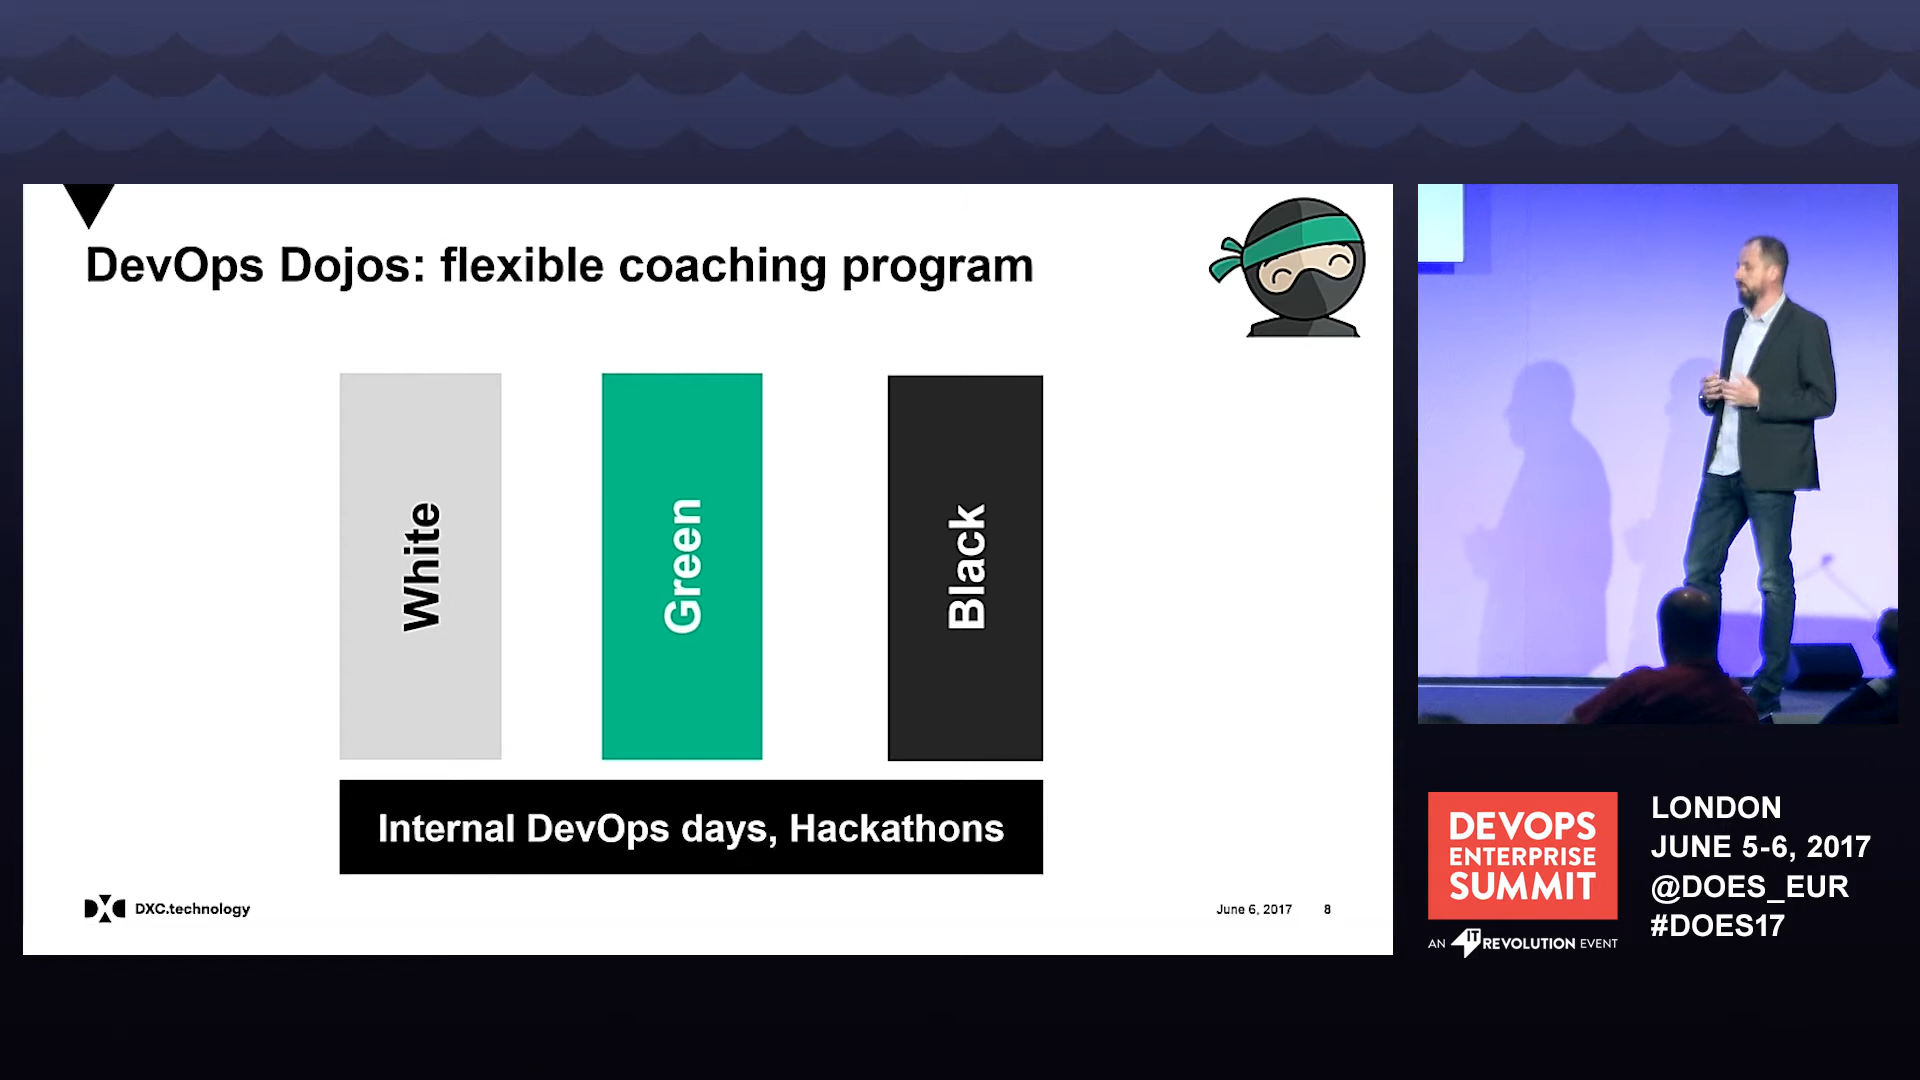 DevOps Dojos: flexible coaching program
White
Green
Black
Internal DevOps days, Hackathons
DXC.technology
June 6, 2017
8
DEVOPS
ENTERPRISE
SUMMIT
AN IT REVOLUTION EVENT
LONDON
JUNE 5-6, 2017
@DOES_EUR
#DOES17